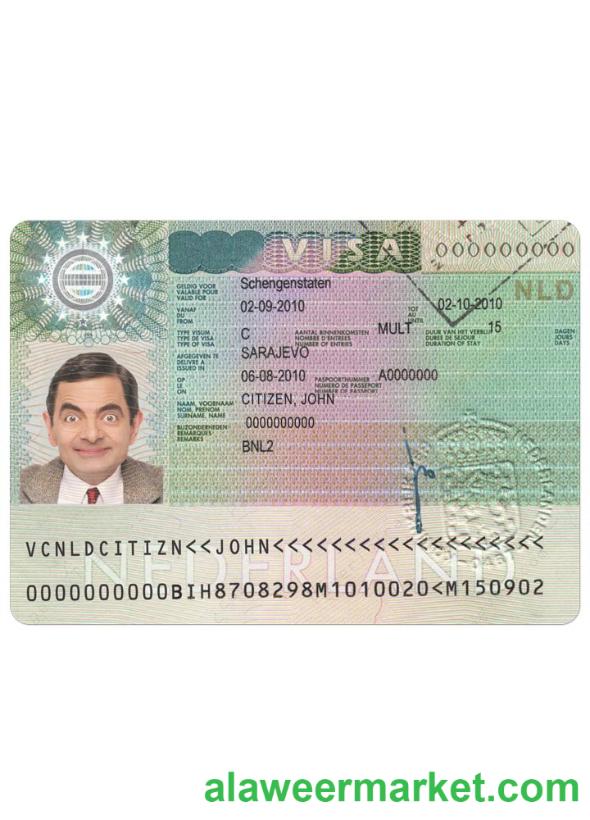 VISA 000000000
NLD
GELDIG VOOR
VALABLE POUR
VALID FOR
Schengenstaten
VANAF
DU
FROM
02-09-2010
TOT
AU
UNTIL
02-10-2010
TYPE VISUM
TYPE DE VISA
TYPE OF VISA
C
AANTAL BINNENKOMSTEN
NOMBRE D'ENTREES
NUMBER OF ENTRIES
MULT
DUUR VAN HET VERBLIJF
DUREE DE SEJOUR
DURATION OF STAY
15
DAGEN
JOURS
DAYS
AFGEGEVEN TE
DELIVRE A
ISSUED IN
SARAJEVO
OP
LE
ON
06-08-2010
PASPOORTNUMMER
NUMERO DE PASSEPORT
NUMBER OF PASSPORT
A0000000
NAAM, VOORNAAM
NOM, PRENOM
SURNAME, NAME
CITIZEN, JOHN
BIJZONDERHEDEN
REMARQUES
REMARKS
0000000000
BNL2
VCNLDCITIZN<<JOHN<<<<<<<<<<<<<<<<<<<
NEDERLAND
0000000000BIH8708298M1010020<M150902
alaweermarket.com